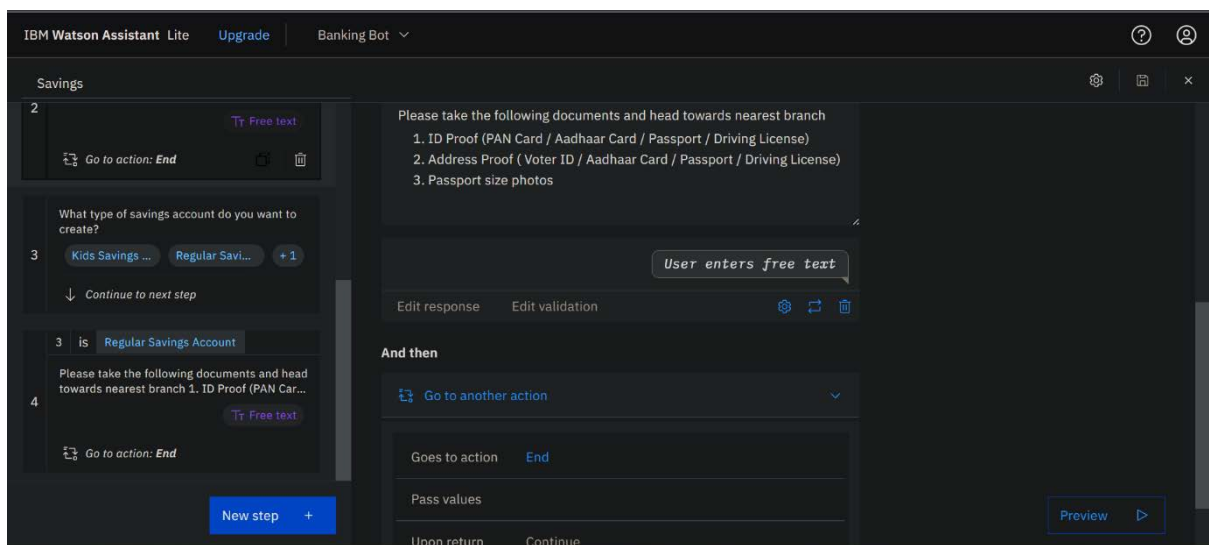 IBM Watson Assistant Lite Upgrade Banking Bot
Savings
2
Free text
Go to action: End
What type of savings account do you want to
create?
3
Kids Savings ... Regular Savi... + 1
Continue to next step
3 is Regular Savings Account
Please take the following documents and head
towards nearest branch 1. ID Proof (PAN Car...
4
Free text
Go to action: End
New step +
Please take the following documents and head towards nearest branch
1. ID Proof (PAN Card / Aadhaar Card / Passport / Driving License)
2. Address Proof ( Voter ID / Aadhaar Card / Passport / Driving License)
3. Passport size photos
User enters free text
Edit response Edit validation
And then
Go to another action
Goes to action End
Pass values
Upon return Continue
Preview